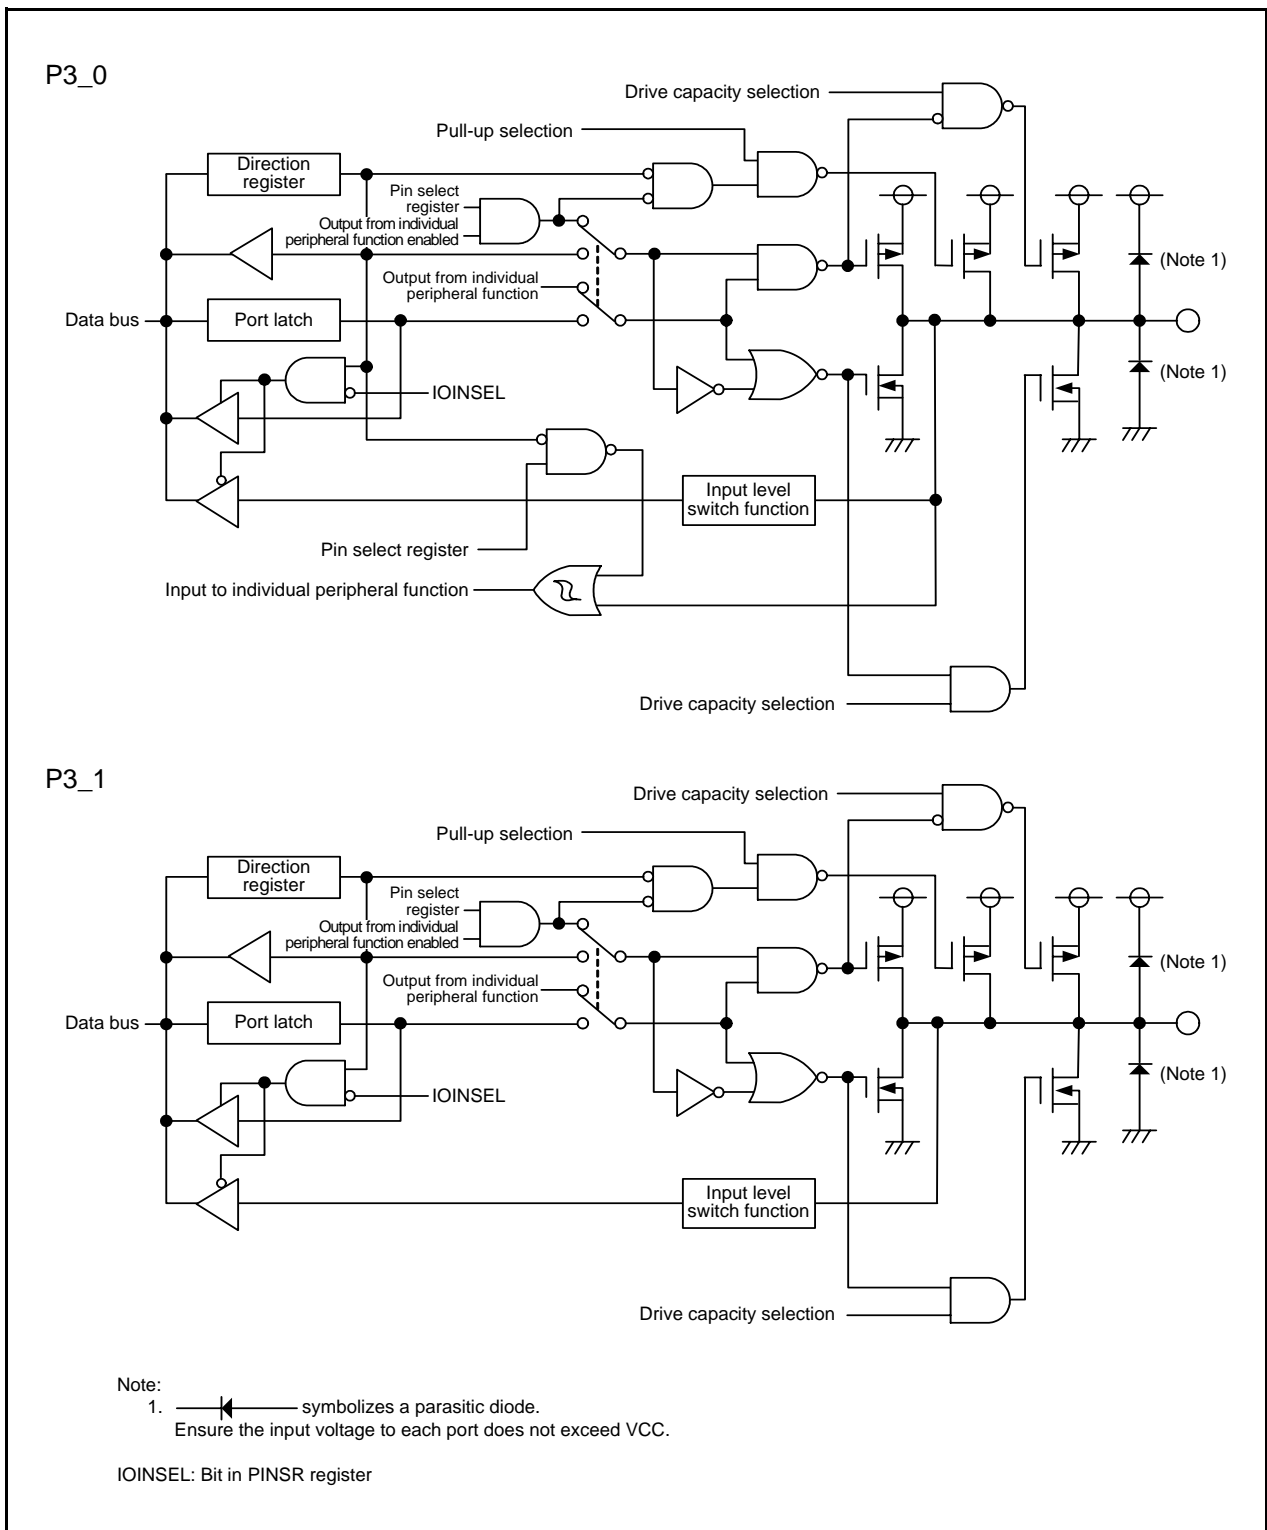 P3_0
Drive capacity selection
Pull-up selection
Direction
register
Pin select
register
Output from individual
peripheral function enabled
(Note 1)
Output from individual
peripheral function
Data bus
Port latch
(Note 1)
IOINSEL
Input level
switch function
Pin select register
Input to individual peripheral function
Drive capacity selection
P3_1
Drive capacity selection
Pull-up selection
Direction
register
Pin select
register
Output from individual
peripheral function enabled
(Note 1)
Output from individual
peripheral function
Data bus
Port latch
(Note 1)
IOINSEL
Input level
switch function
Drive capacity selection
Note:
1. symbolizes a parasitic diode.
Ensure the input voltage to each port does not exceed VCC.
IOINSEL: Bit in PINSR register